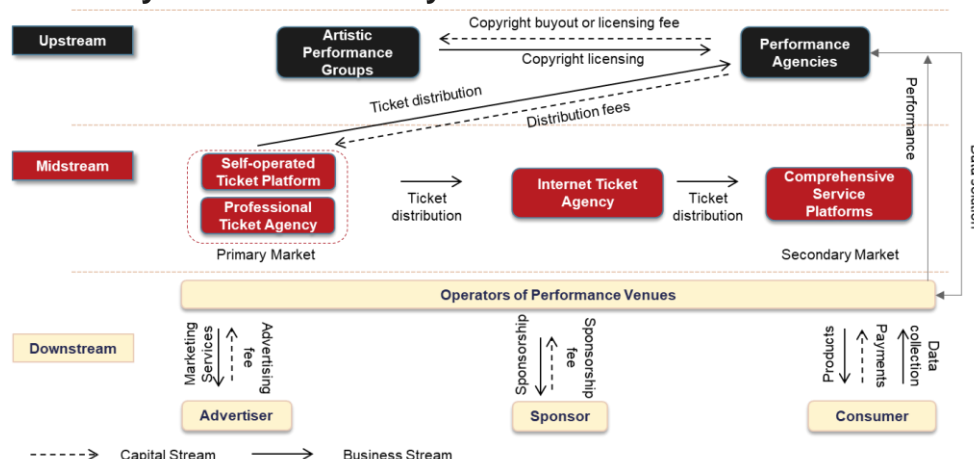 Copyright buyout or licensing fee
Upstream
Artistic
Performance
Groups
Performance
Agencies
Copyright licensing
Ticket distribution
Distribution fees
Performance
Midstream
Self-operated
Ticket Platform
Professional
Ticket Agency
Primary Market
Ticket
distribution
Internet Ticket
Agency
Ticket
distribution
Comprehensive
Service
Platforms
Secondary Market
Operators of Performance Venues
Downstream
Marketing
Services
Advertising
fee
Sponsorship
Sponsorship
fee
Products
Payments
Data
collection
Advertiser
Sponsor
Consumer
Capital Stream
Business Stream